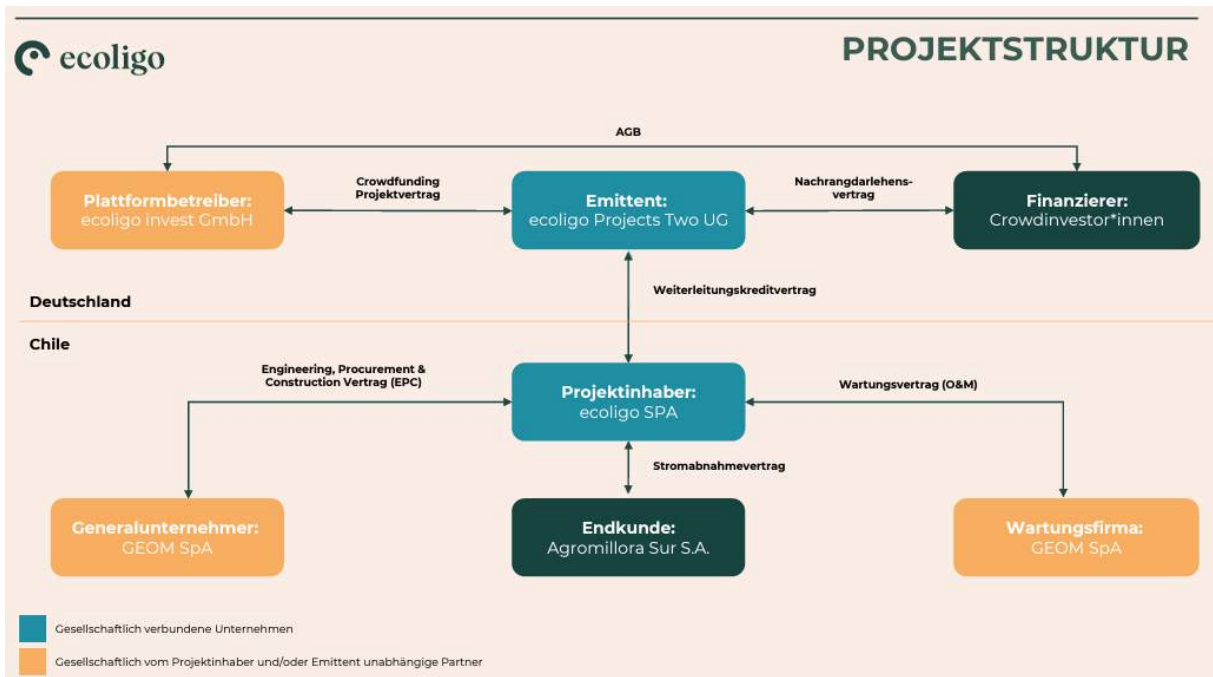 ecoligo
PROJEKTSTRUKTUR
AGB
Plattformbetreiber:
ecoligo invest GmbH
Crowdfunding
Projektvertrag
Emittent:
ecoligo Projects Two UG
Nachrangdarlehens-
vertrag
Finanzierer:
Crowdinvestor*innen
Weiterleitungskreditvertrag
Deutschland
Chile
Engineering, Procurement &
Construction Vertrag (EPC)
Projektinhaber:
ecoligo SPA
Wartungsvertrag (O&M)
Stromabnahmevertrag
Generalunternehmer:
GEOM SpA
Endkunde:
Agromillora Sur S.A.
Wartungsfirma:
GEOM SpA
Gesellschaftlich verbundene Unternehmen
Gesellschaftlich vom Projektinhaber und/oder Emittent unabhängige Partner